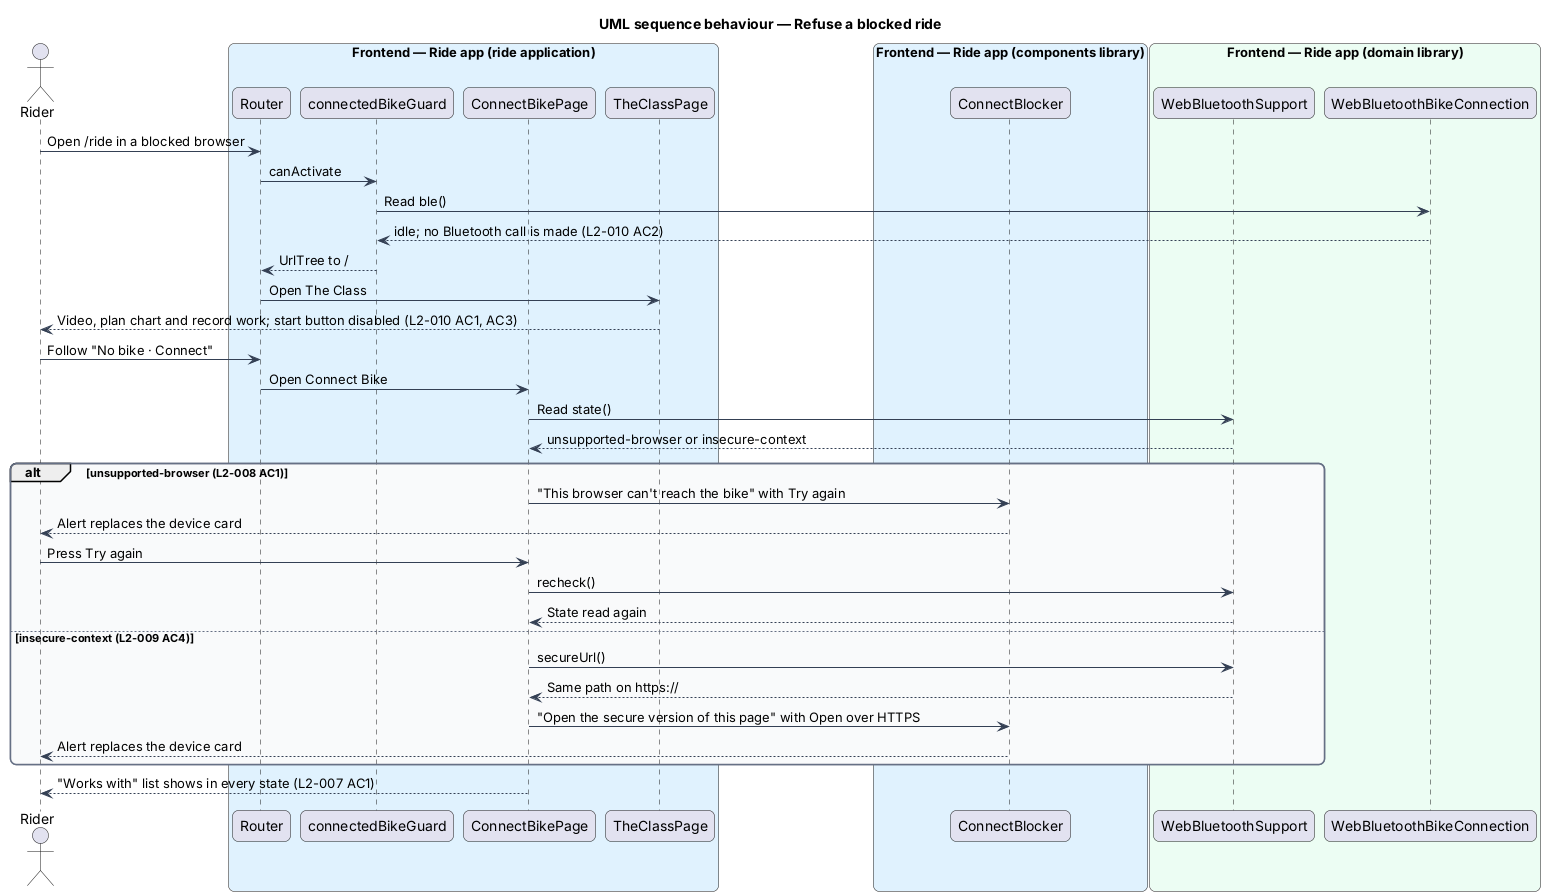 UML sequence behaviour — Refuse a blocked ride
Frontend — Ride app (ride application)
Frontend — Ride app (components library)
Frontend — Ride app (domain library)
Rider
Router
connectedBikeGuard
ConnectBikePage
TheClassPage
ConnectBlocker
WebBluetoothSupport
WebBluetoothBikeConnection
Open /ride in a blocked browser
canActivate
Read ble()
idle; no Bluetooth call is made (L2-010 AC2)
UrlTree to /
Open The Class
Video, plan chart and record work; start button disabled (L2-010 AC1, AC3)
Follow "No bike · Connect"
Open Connect Bike
Read state()
unsupported-browser or insecure-context
alt
[unsupported-browser (L2-008 AC1)]
"This browser can't reach the bike" with Try again
Alert replaces the device card
Press Try again
recheck()
State read again
[insecure-context (L2-009 AC4)]
secureUrl()
Same path on https://
"Open the secure version of this page" with Open over HTTPS
Alert replaces the device card
"Works with" list shows in every state (L2-007 AC1)
Rider
Router
connectedBikeGuard
ConnectBikePage
TheClassPage
ConnectBlocker
WebBluetoothSupport
WebBluetoothBikeConnection